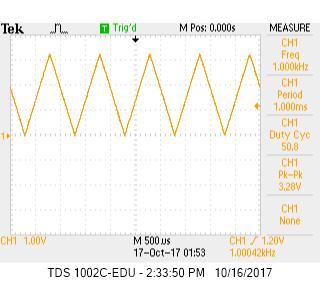 Tek T Trig'd M Pos: 0.000s MEASURE
CH1
Freq
1.000kHz
CH1
Period
1.000ms
CH1
Duty Cyc
50.8
CH1
Pk-Pk
3.28V
CH1
None
1
CH1 1.00V M 500µs CH1 / 1.20V
17-Oct-17 01:53 1.00042kHz
TDS 1002C-EDU - 2:33:50 PM 10/16/2017